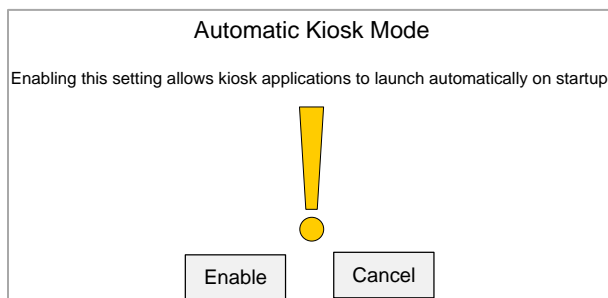 Automatic Kiosk Mode
Enabling this setting allows kiosk applications to launch automatically on startup
Enable
Cancel